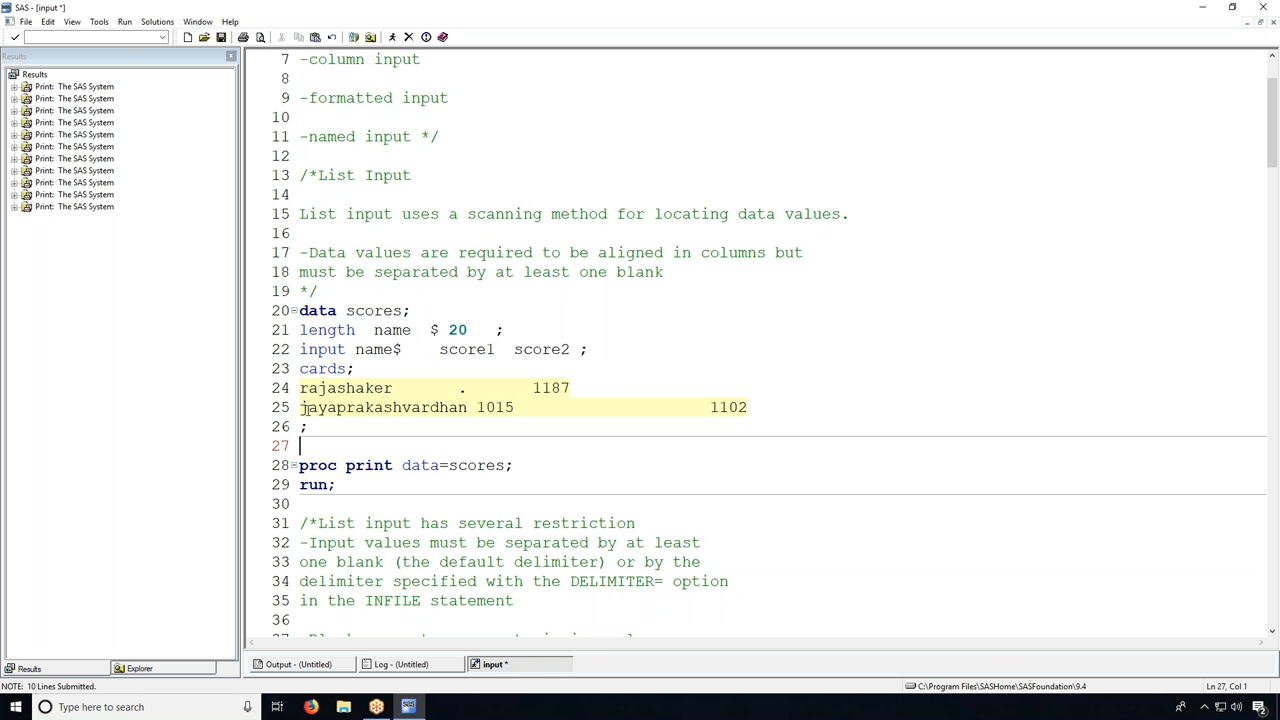 SAS - [input *]
File Edit View Tools Run Solutions Window Help
Results
Results
Print: The SAS System
Print: The SAS System
Print: The SAS System
Print: The SAS System
Print: The SAS System
Print: The SAS System
Print: The SAS System
Print: The SAS System
Print: The SAS System
Print: The SAS System
Print: The SAS System
7 -column input
8
9 -formatted input
10
11 -named input */
12
13 /*List Input
14
15 List input uses a scanning method for locating data values.
16
17 -Data values are required to be aligned in columns but
18 must be separated by at least one blank
19 */
20 data scores;
21 length name $ 20 ;
22 input name$ score1 score2 ;
23 cards;
24 rajashaker . 1187
25 jayaprakashvardhan 1015 1102
26 ;
27
28 proc print data=scores;
29 run;
30
31 /*List input has several restriction
32 -Input values must be separated by at least
33 one blank (the default delimiter) or by the
34 delimiter specified with the DELIMITER= option
35 in the INFILE statement
36
Results Explorer Output - (Untitled) Log - (Untitled) input *
NOTE: 10 Lines Submitted. C:\Program Files\SASHome\SASFoundation\9.4 Ln 27, Col 1
Type here to search